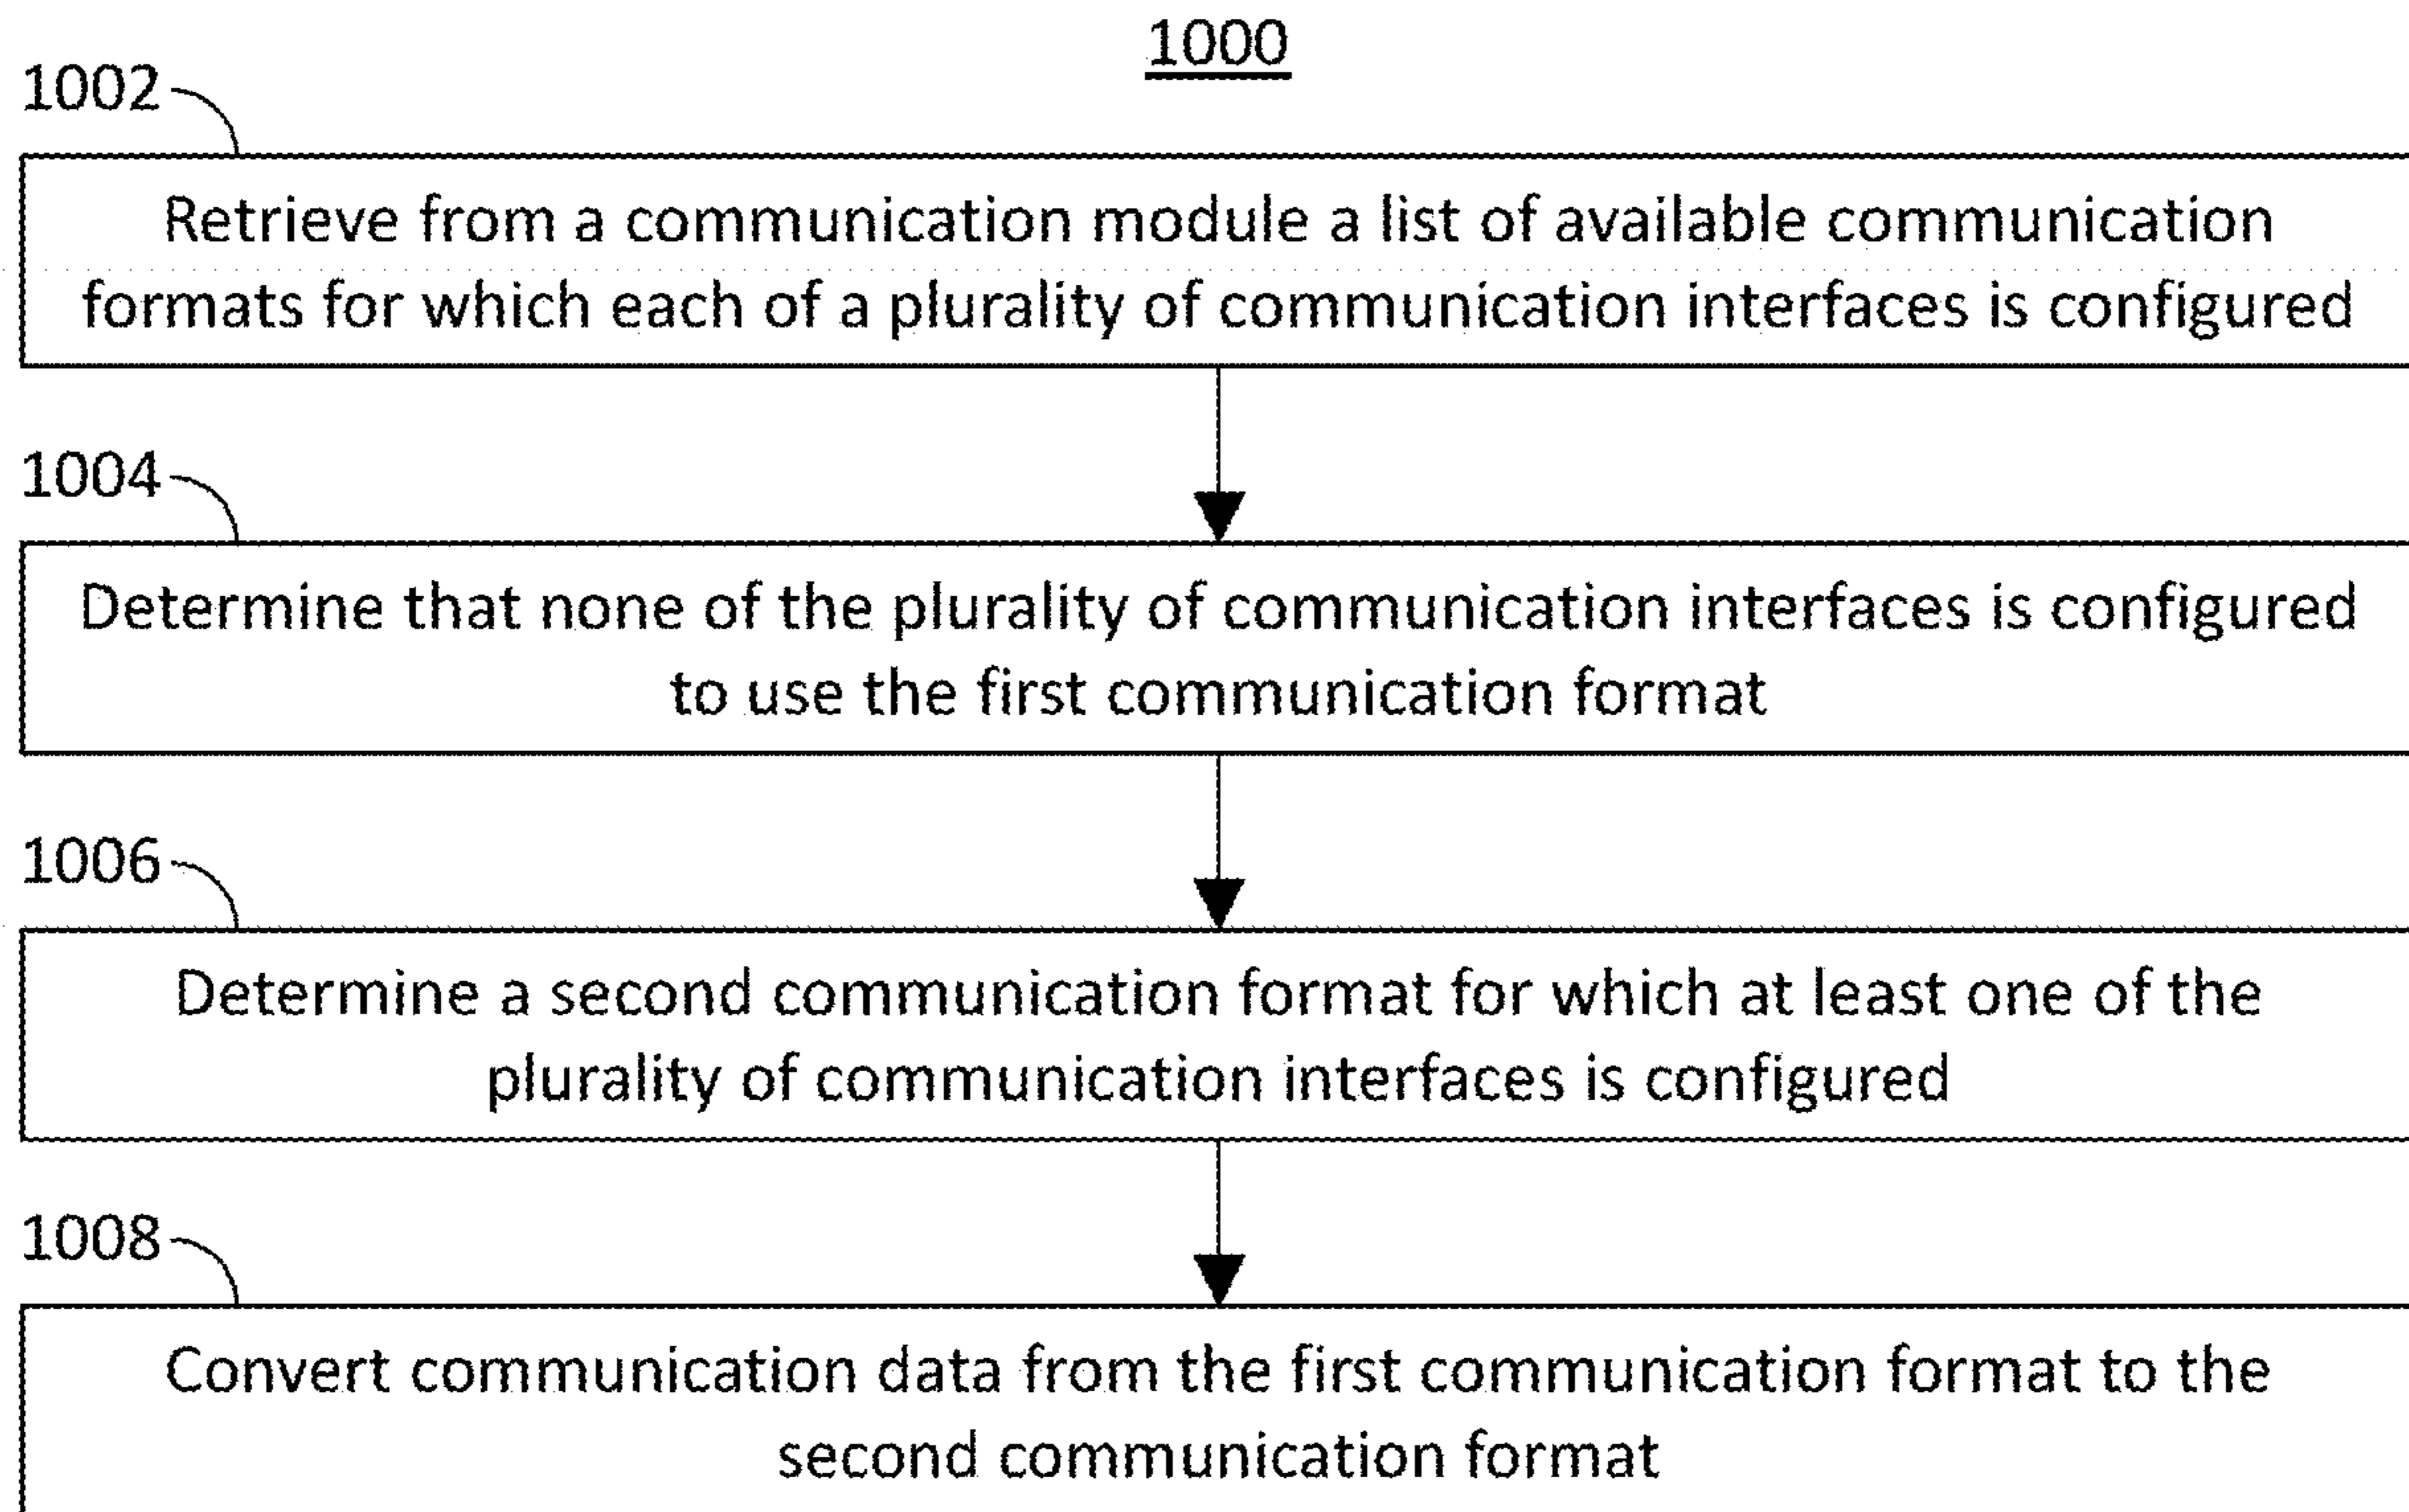 1000
1002
Retrieve from a communication module a list of available communication
formats for which each of a plurality of communication interfaces is configured
1004
Determine that none of the plurality of communication interfaces is configured
to use the first communication format
1006
Determine a second communication format for which at least one of the
plurality of communication interfaces is configured
1008
Convert communication data from the first communication format to the
second communication format